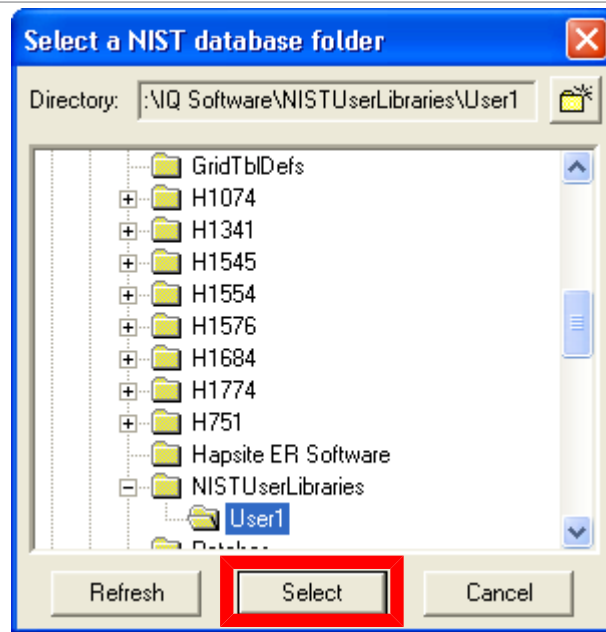 Select a NIST database folder
Directory: :\IQ Software\NISTUserLibraries\User1
GridTblDefs
H1074
H1341
H1545
H1554
H1576
H1684
H1774
H751
Hapsite ER Software
NISTUserLibraries
User1
Refresh Select Cancel